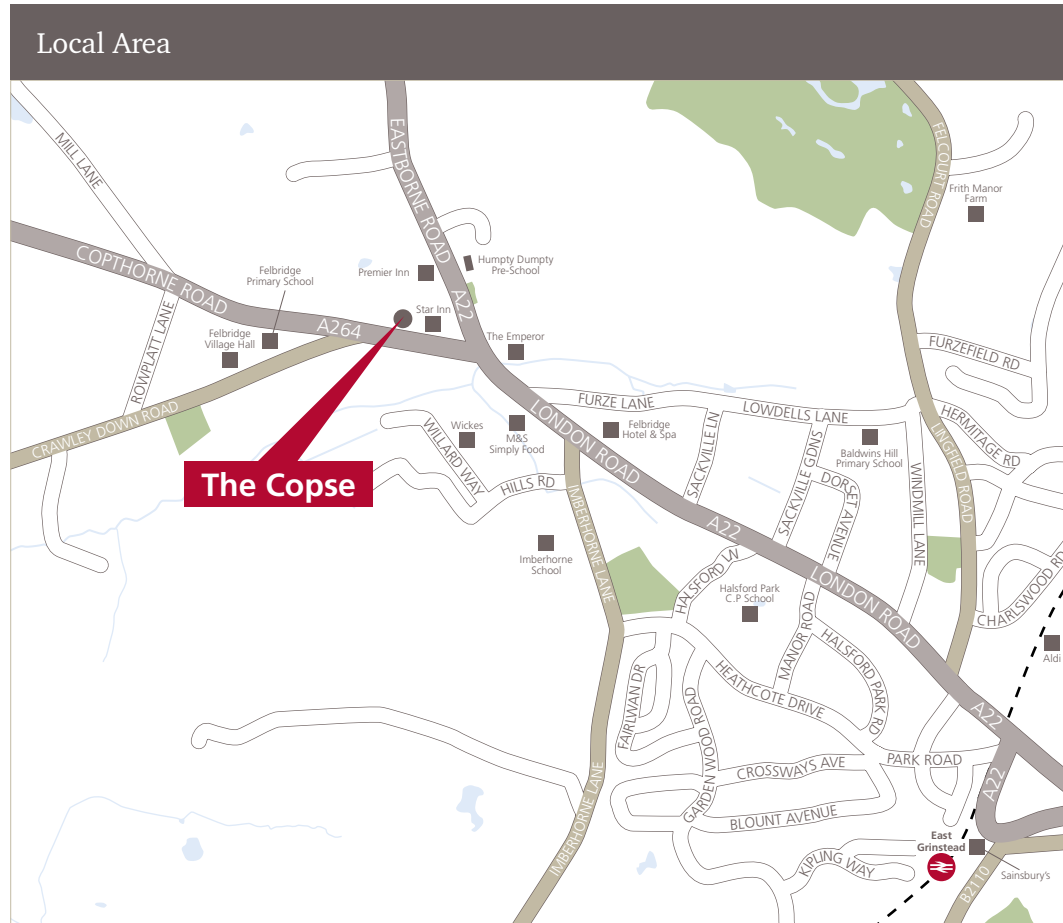 Local Area
MILL LANE
EASTBORNE ROAD
FELCOURT ROAD
Frith Manor
Farm
COPTHORNE ROAD
Felbridge
Primary School
Premier Inn
Humpty Dumpty
Pre-School
A22
Star Inn
A264
The Emperor
Felbridge
Village Hall
ROWPLATT LANE
FURZEFIELD RD
CRAWLEY DOWN ROAD
FURZE LANE
LOWDELLS LANE
HERMITAGE RD
LONDON ROAD
WILLARD WAY
Wickes
M&S
Simply Food
Felbridge
Hotel & Spa
SACKVILLE LN
SACKVILLE GDNS
Baldwins Hill
Primary School
LINGFIELD ROAD
The Copse
HILLS RD
DORSET AVENUE
WINDMILL LANE
IMBERHORNE LANE
A22
Imberhorne
School
HALSFORD LN
Halsford Park
C.P School
LONDON ROAD
CHARLSWOOD RD
MANOR ROAD
HALSFORD PARK RD
Aldi
FAIRLWAN DR
HEATHCOTE DRIVE
GARDEN WOOD ROAD
A22
CROSSWAYS AVE
PARK ROAD
A22
BLOUNT AVENUE
IMBERHORNE LANE
East
Grinstead
KIPLING WAY
Sainsbury's
B2110